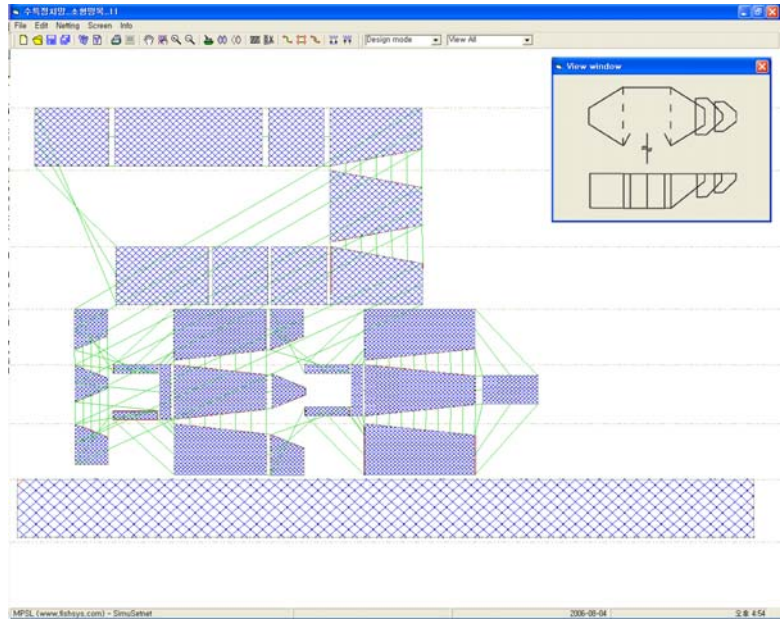 수특정치망..소형망목..11
File Edit Netting Screen Info
Design mode View All
View window
MPSL (www.fishsys.com) - SimuSetnet 2006-08-04 오후 4:54